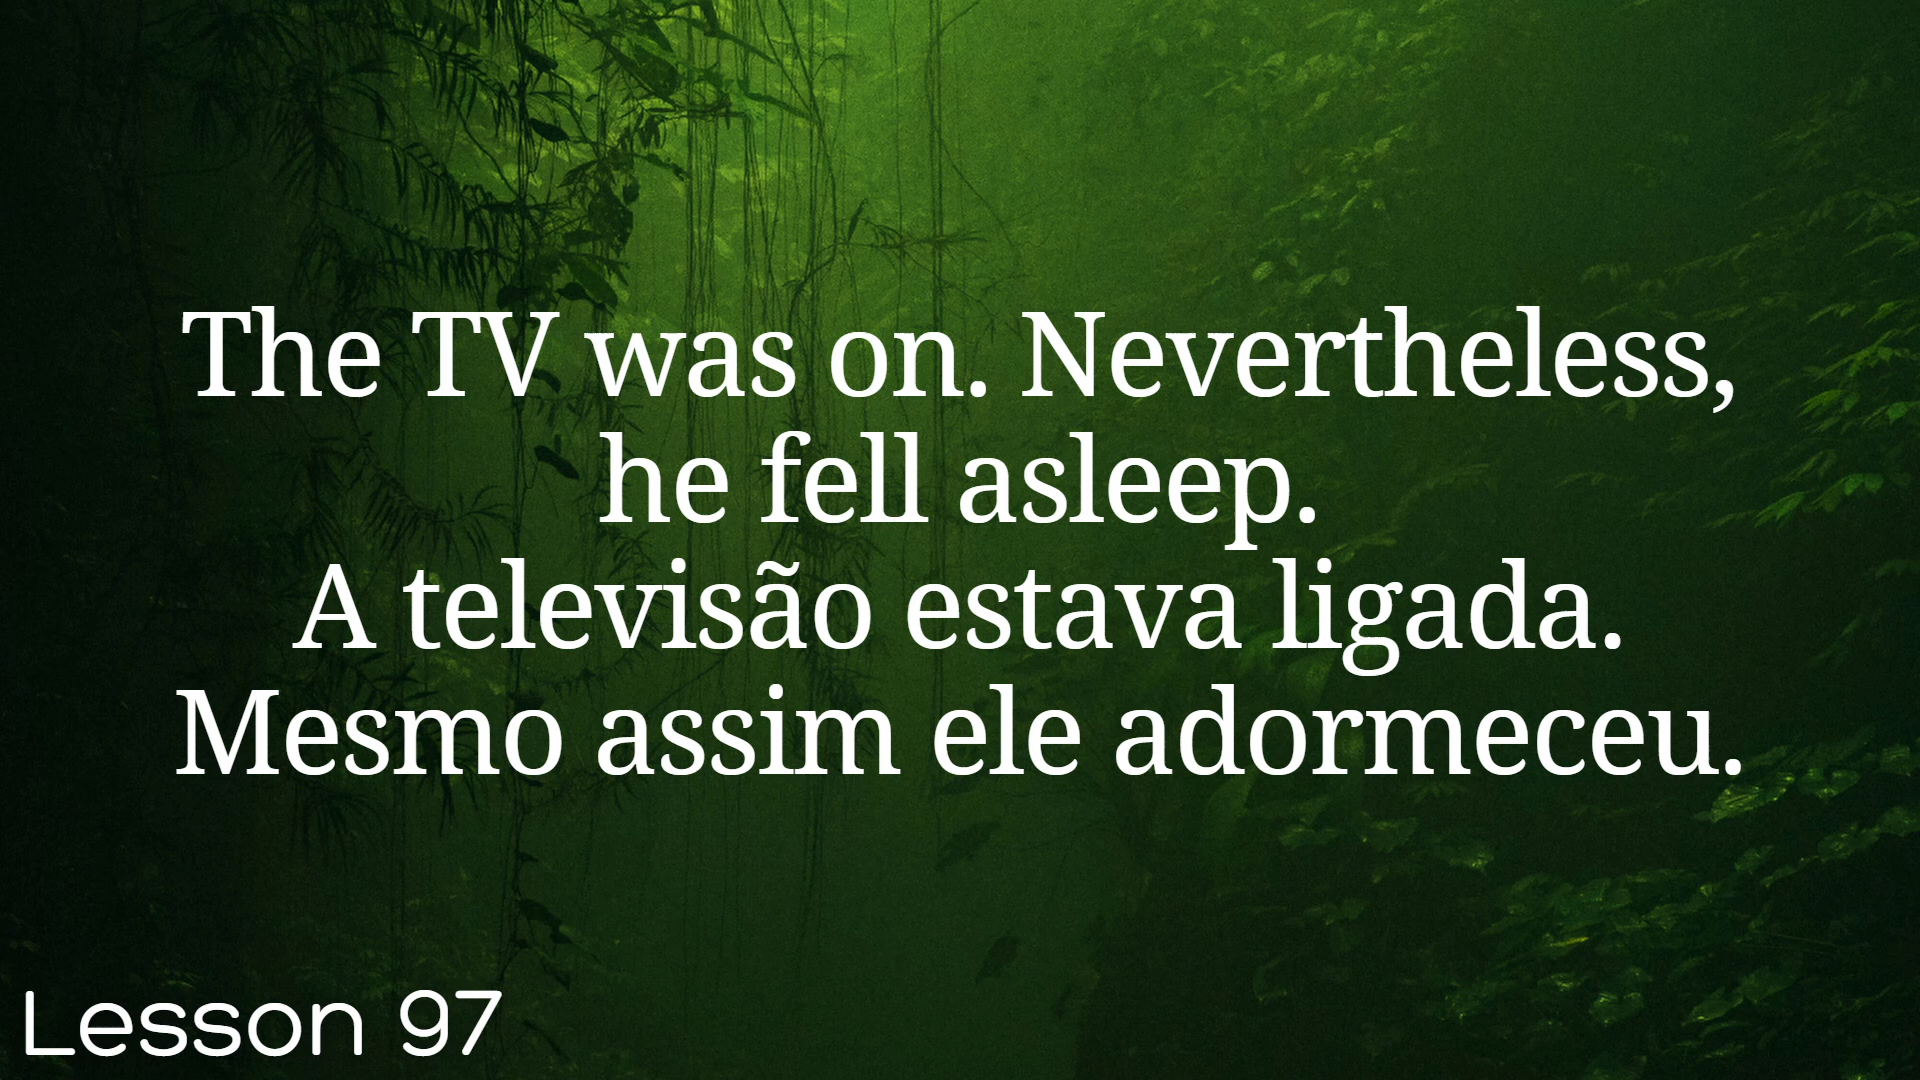 The TV was on. Nevertheless,
he fell asleep.
A televisão estava ligada.
Mesmo assim ele adormeceu.
Lesson 97